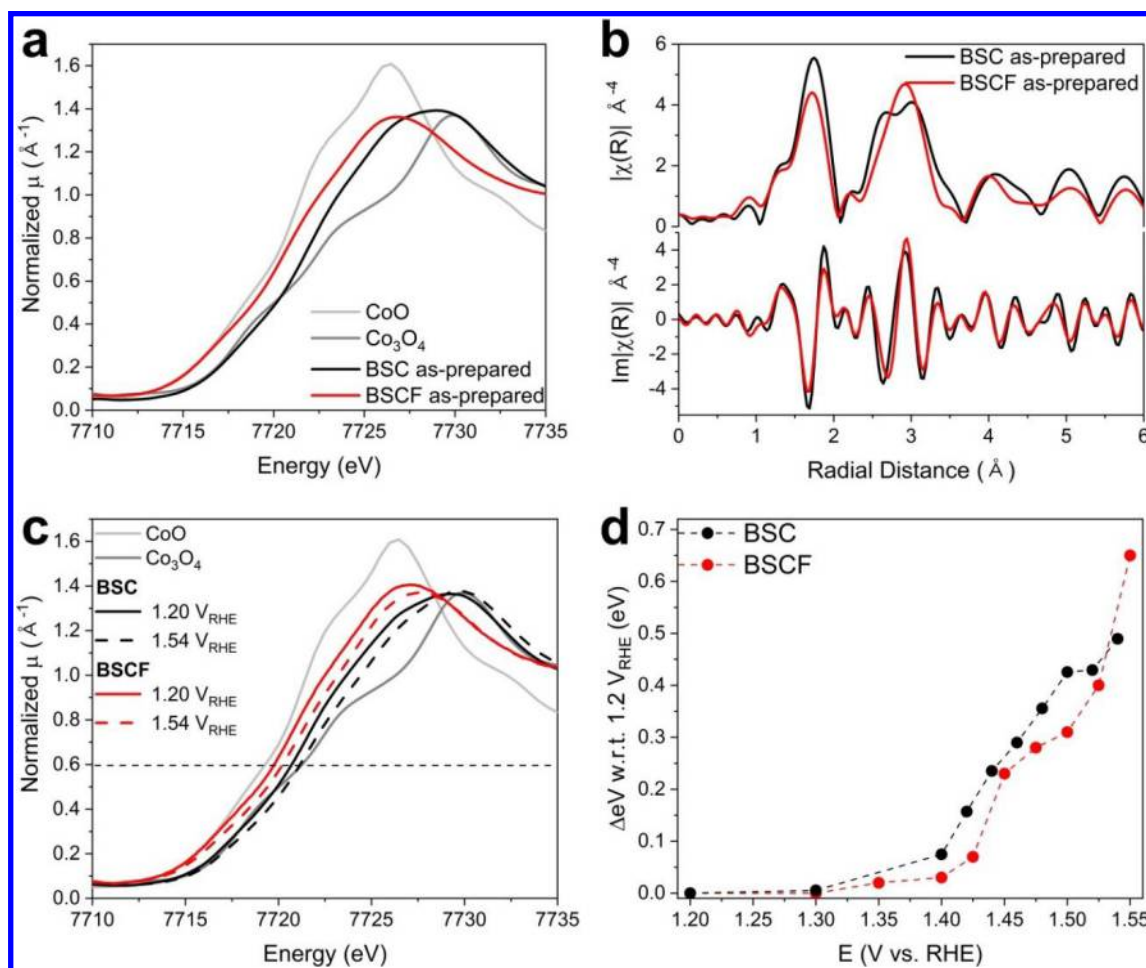 a
1.6
1.4
1.2
1.0
0.8
0.6
0.4
0.2
0.0
Normalized μ ( Å⁻¹)
CoO
Co₃O₄
BSC as-prepared
BSCF as-prepared
7710 7715 7720 7725 7730 7735
Energy (eV)
b
6
4
2
0
|χ(R)| Å⁻⁴
BSC as-prepared
BSCF as-prepared
4
2
0
-2
-4
Im|χ(R)| Å⁻⁴
0 1 2 3 4 5 6
Radial Distance ( Å)
c
CoO
Co₃O₄
BSC
1.20 V_RHE
1.54 V_RHE
BSCF
1.20 V_RHE
1.54 V_RHE
1.6
1.4
1.2
1.0
0.8
0.6
0.4
0.2
0.0
Normalized μ ( Å⁻¹)
7710 7715 7720 7725 7730 7735
Energy (eV)
d
BSC
BSCF
0.7
0.6
0.5
0.4
0.3
0.2
0.1
0.0
ΔeV w.r.t. 1.2 V_RHE (eV)
1.20 1.25 1.30 1.35 1.40 1.45 1.50 1.55
E (V vs. RHE)